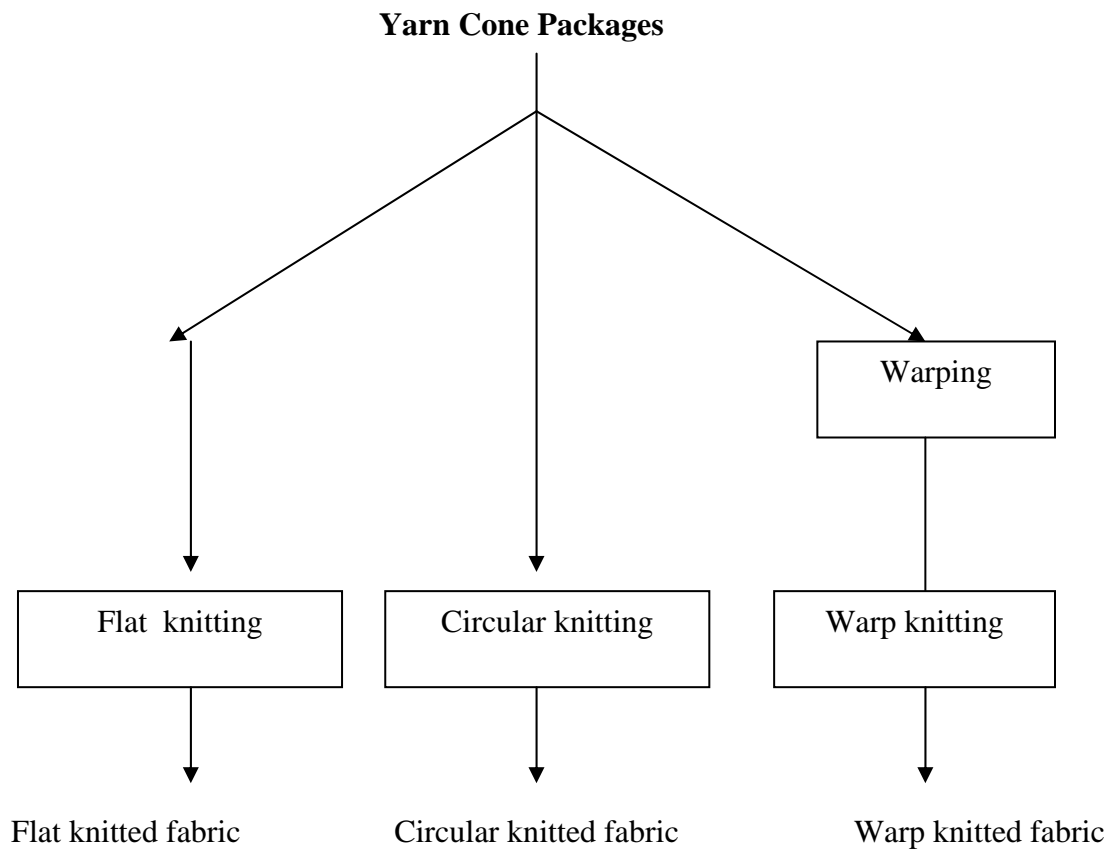 Yarn Cone Packages
Warping
Flat knitting
Circular knitting
Warp knitting
Flat knitted fabric
Circular knitted fabric
Warp knitted fabric